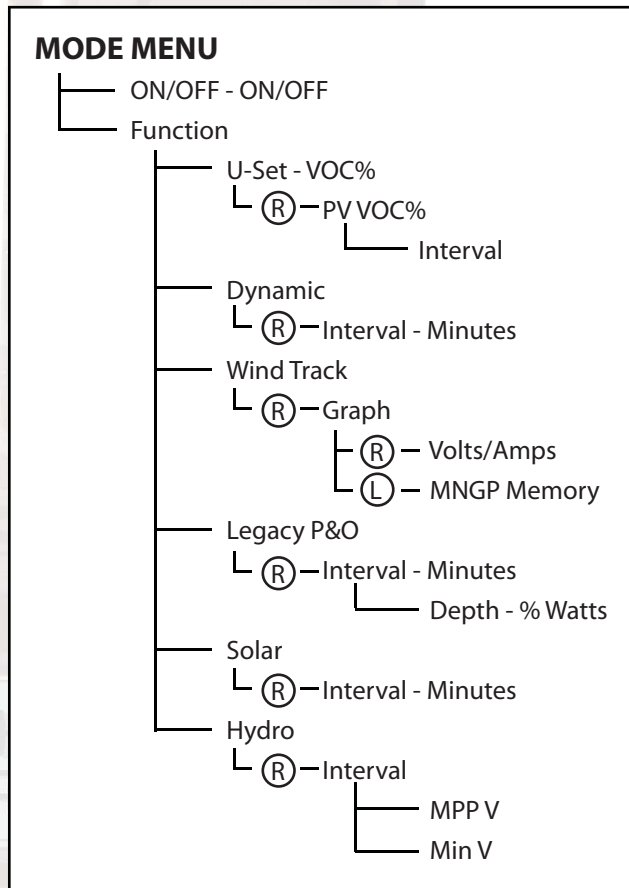 MODE MENU
ON/OFF - ON/OFF
Function
U-Set - VOC%
R PV VOC%
Interval
Dynamic
R Interval - Minutes
Wind Track
R Graph
R Volts/Amps
L MNGP Memory
Legacy P&O
R Interval - Minutes
Depth - % Watts
Solar
R Interval - Minutes
Hydro
R Interval
MPP V
Min V